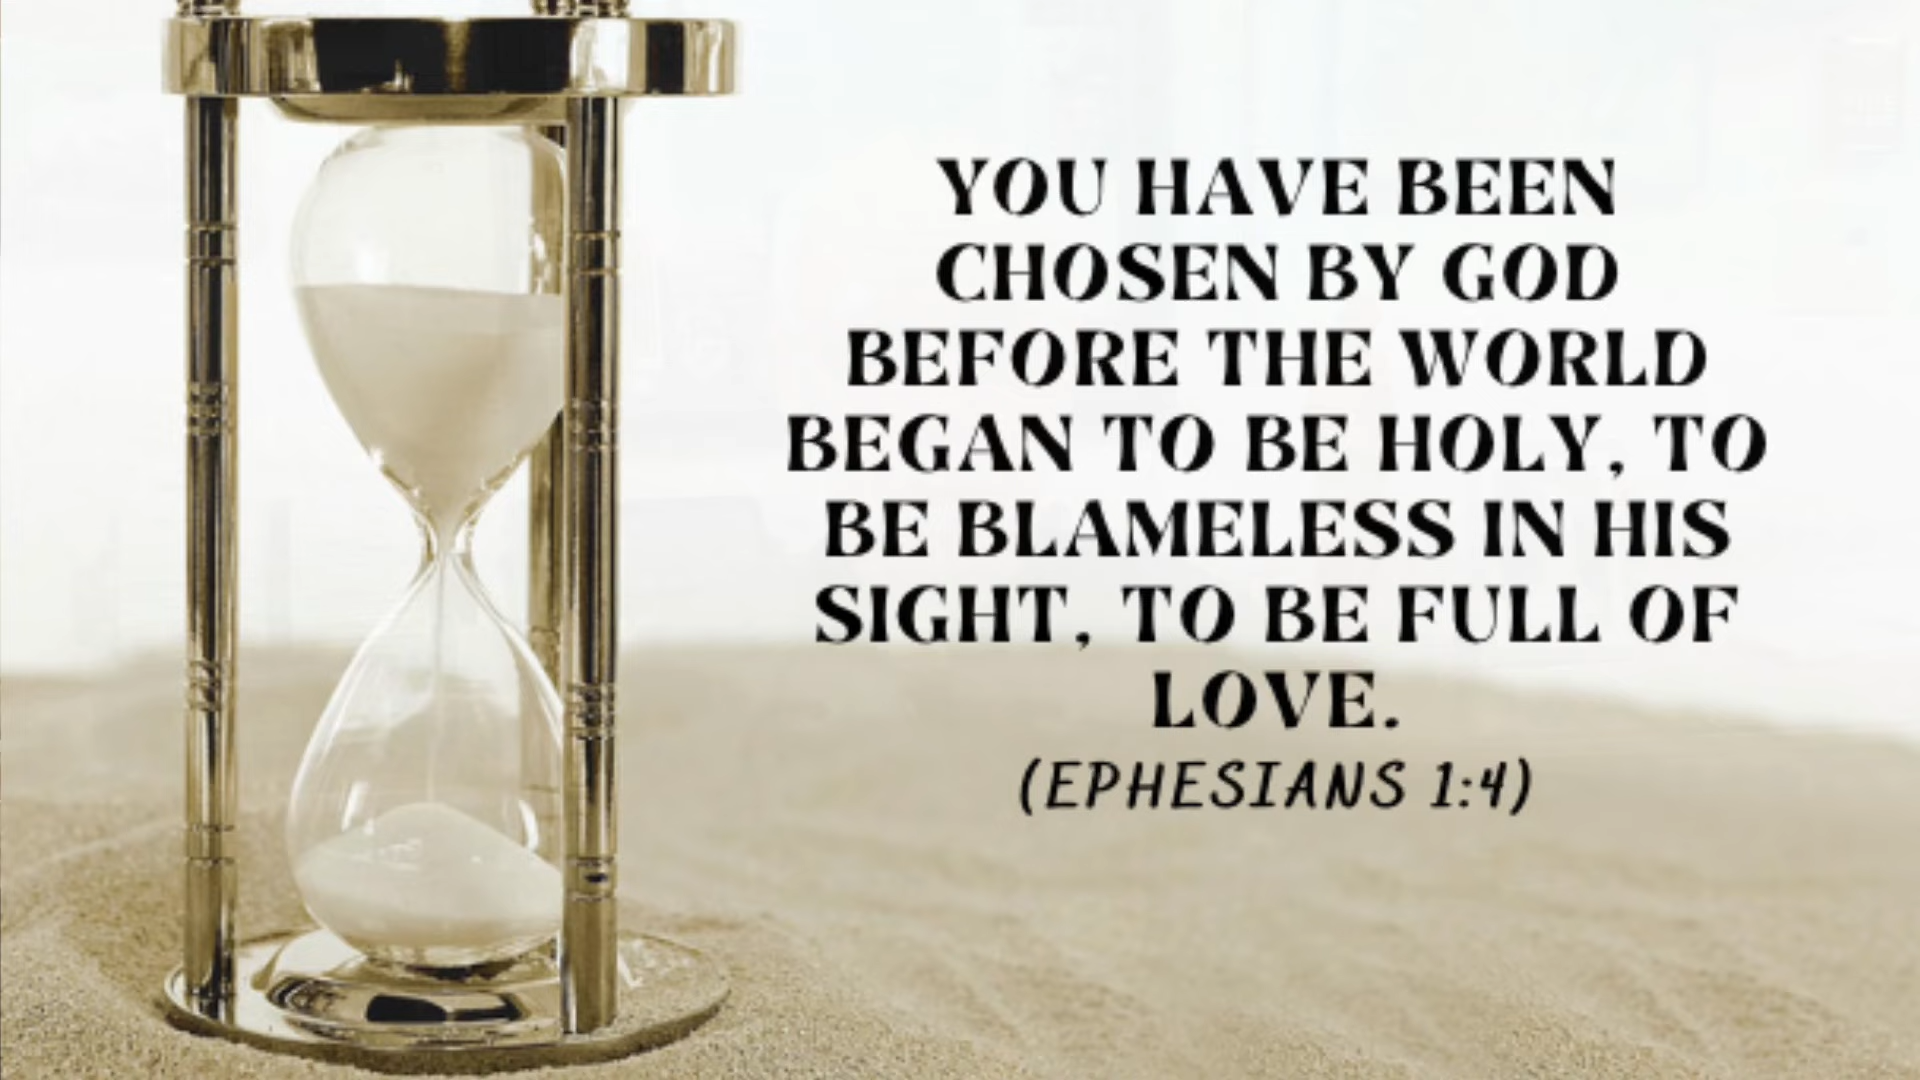 YOU HAVE BEEN
CHOSEN BY GOD
BEFORE THE WORLD
BEGAN TO BE HOLY, TO
BE BLAMELESS IN HIS
SIGHT, TO BE FULL OF
LOVE.
(EPHESIANS 1:4)